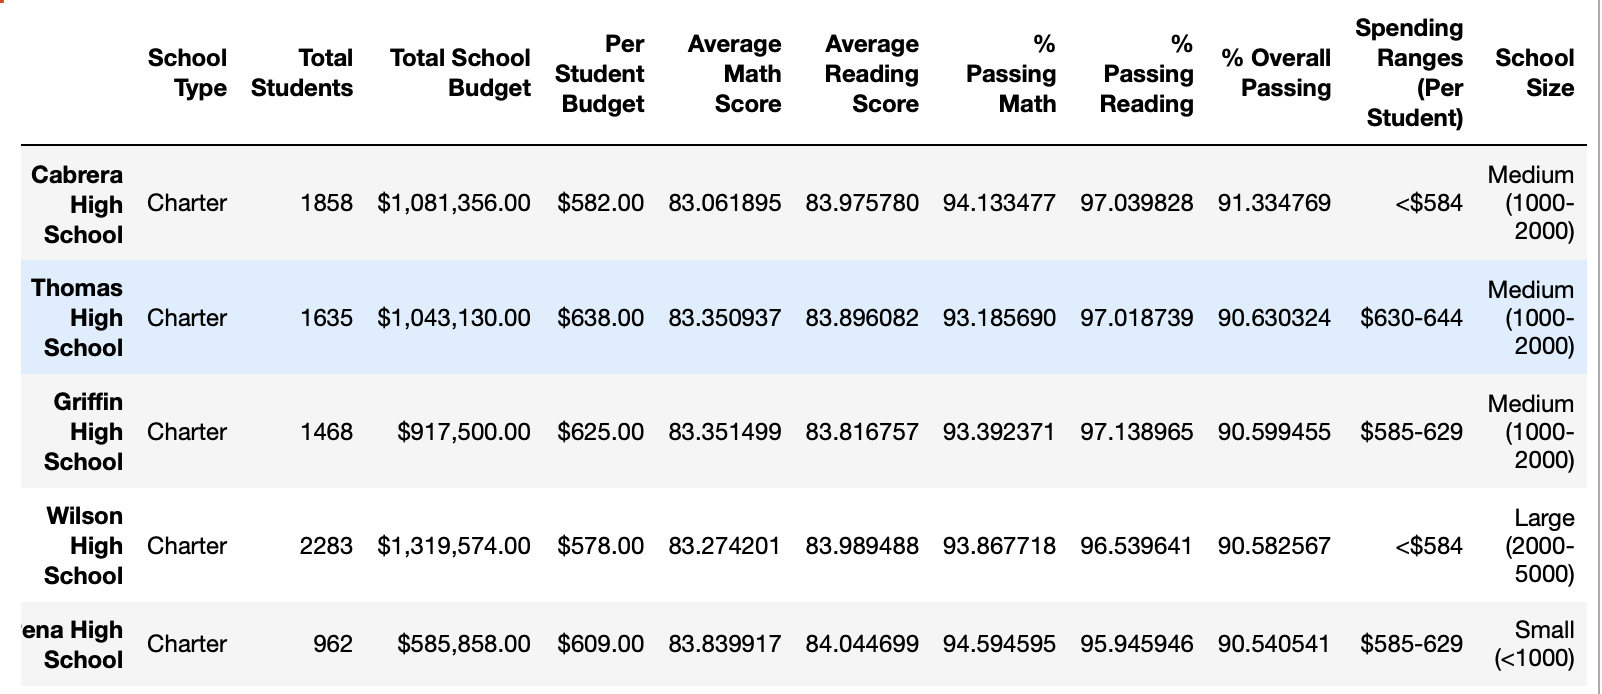 School Type Total Students Total School Budget Per Student Budget Average Math Score Average Reading Score % Passing Math % Passing Reading % Overall Passing Spending Ranges (Per Student) School Size
Cabrera High School Charter 1858 $1,081,356.00 $582.00 83.061895 83.975780 94.133477 97.039828 91.334769 <$584 Medium (1000-2000)
Thomas High School Charter 1635 $1,043,130.00 $638.00 83.350937 83.896082 93.185690 97.018739 90.630324 $630-644 Medium (1000-2000)
Griffin High School Charter 1468 $917,500.00 $625.00 83.351499 83.816757 93.392371 97.138965 90.599455 $585-629 Medium (1000-2000)
Wilson High School Charter 2283 $1,319,574.00 $578.00 83.274201 83.989488 93.867718 96.539641 90.582567 <$584 Large (2000-5000)
ena High School Charter 962 $585,858.00 $609.00 83.839917 84.044699 94.594595 95.945946 90.540541 $585-629 Small (<1000)